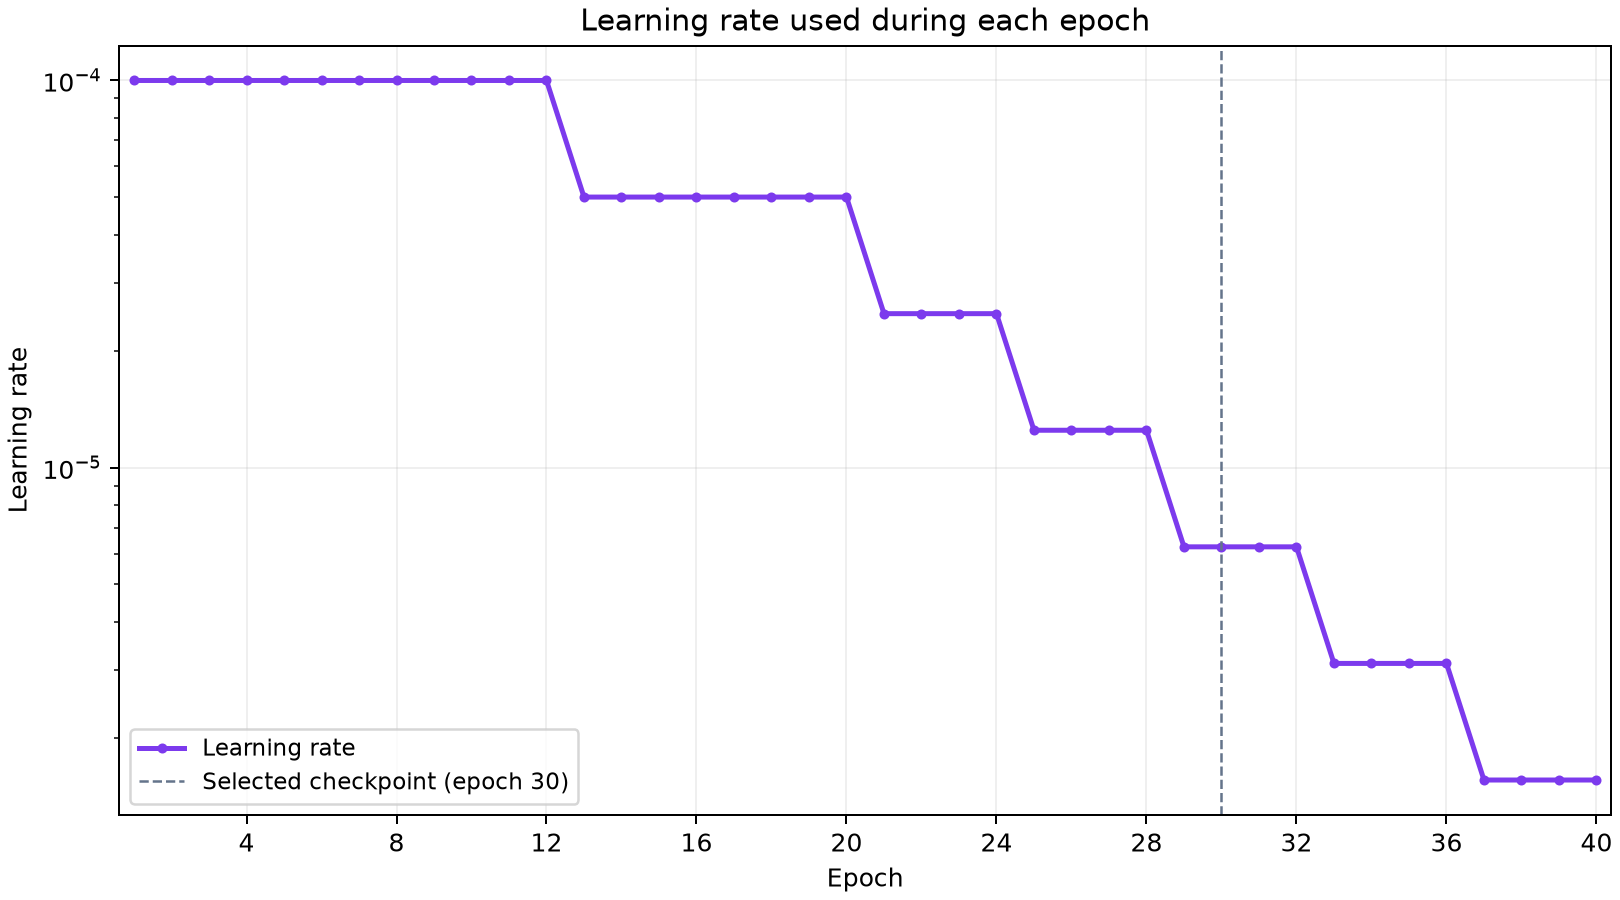 Learning rate used during each epoch
10⁻⁴
10⁻⁵
Learning rate
Learning rate
Selected checkpoint (epoch 30)
4 8 12 16 20 24 28 32 36 40
Epoch